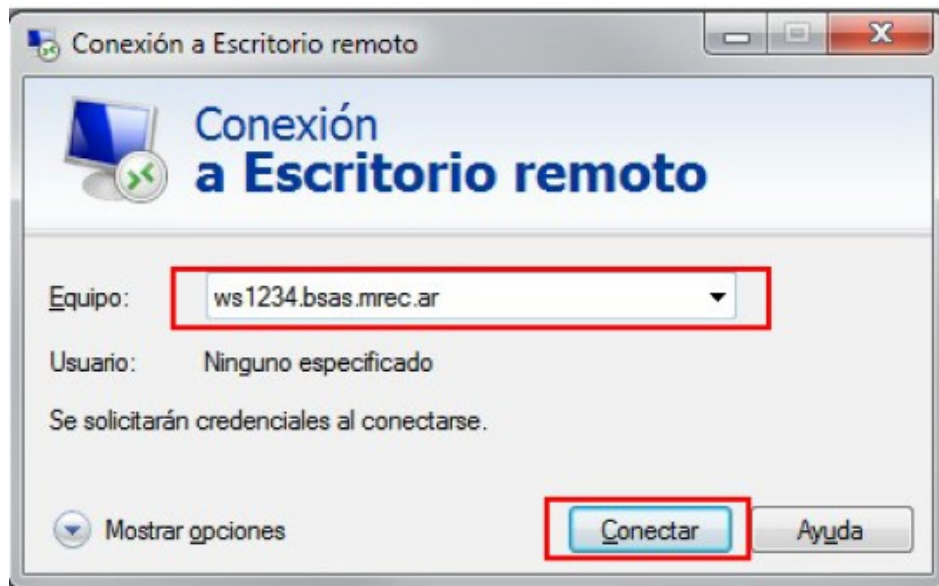 Conexión a Escritorio remoto
Conexión
a Escritorio remoto
Equipo: ws1234.bsas.mrec.ar
Usuario: Ninguno especificado
Se solicitarán credenciales al conectarse.
Mostrar opciones Conectar Ayuda